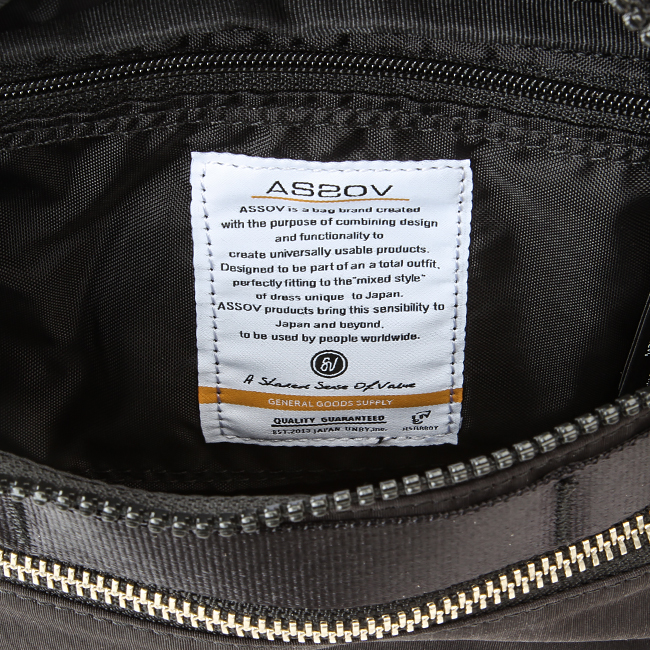 ASSOV
ASSOV is a bag brand created
with the purpose of combining design
and functionality to
create universally usable products.
Designed to be part of an a total outfit,
perfectly fitting to the "mixed style"
of dress unique to Japan.
ASSOV products bring this sensibility to
Japan and beyond,
to be used by people worldwide.
A Shared Sense Of Value
GENERAL GOODS SUPPLY
QUALITY GUARANTEED
EST.2013 JAPAN UNBY,Inc.